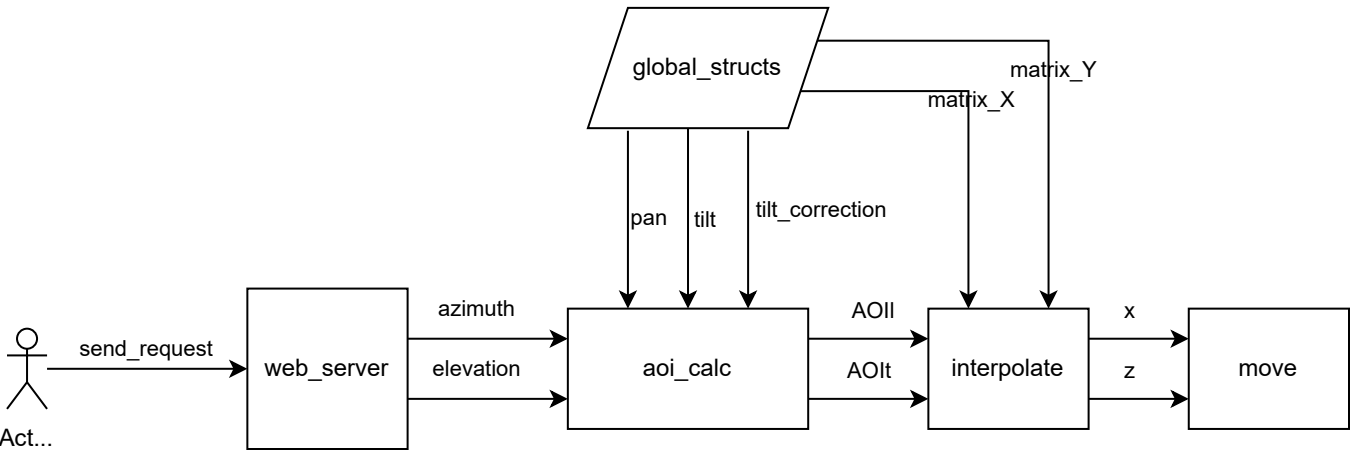 global_structs
matrix_Y
matrix_X
pan
tilt
tilt_correction
send_request
web_server
azimuth
elevation
aoi_calc
AOIl
AOIt
interpolate
x
z
move
Act...